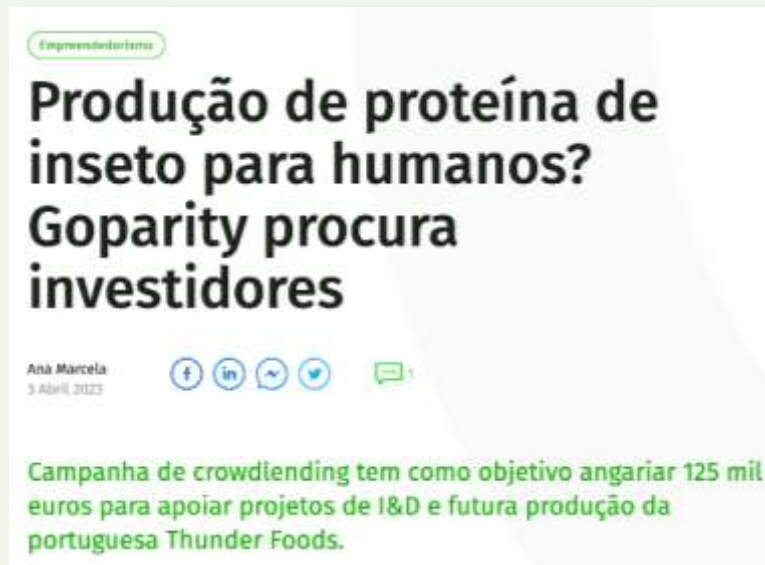 Empreendedorismo
Produção de proteína de
inseto para humanos?
Goparity procura
investidores
Ana Marcela
3 Abril 2023
1
Campanha de crowdlending tem como objetivo angariar 125 mil
euros para apoiar projetos de I&D e futura produção da
portuguesa Thunder Foods.